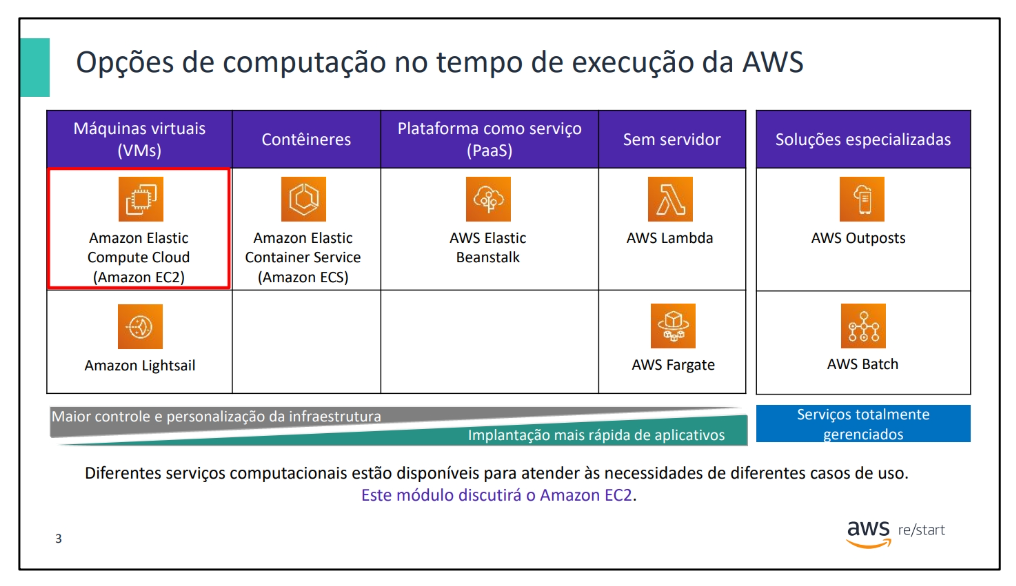 Opções de computação no tempo de execução da AWS
Máquinas virtuais
(VMs)
Contêineres
Plataforma como serviço
(PaaS)
Sem servidor
Soluções especializadas
Amazon Elastic
Compute Cloud
(Amazon EC2)
Amazon Elastic
Container Service
(Amazon ECS)
AWS Elastic
Beanstalk
AWS Lambda
AWS Outposts
Amazon Lightsail
AWS Fargate
AWS Batch
Maior controle e personalização da infraestrutura
Implantação mais rápida de aplicativos
Serviços totalmente
gerenciados
Diferentes serviços computacionais estão disponíveis para atender às necessidades de diferentes casos de uso.
Este módulo discutirá o Amazon EC2.
3
aws re/start